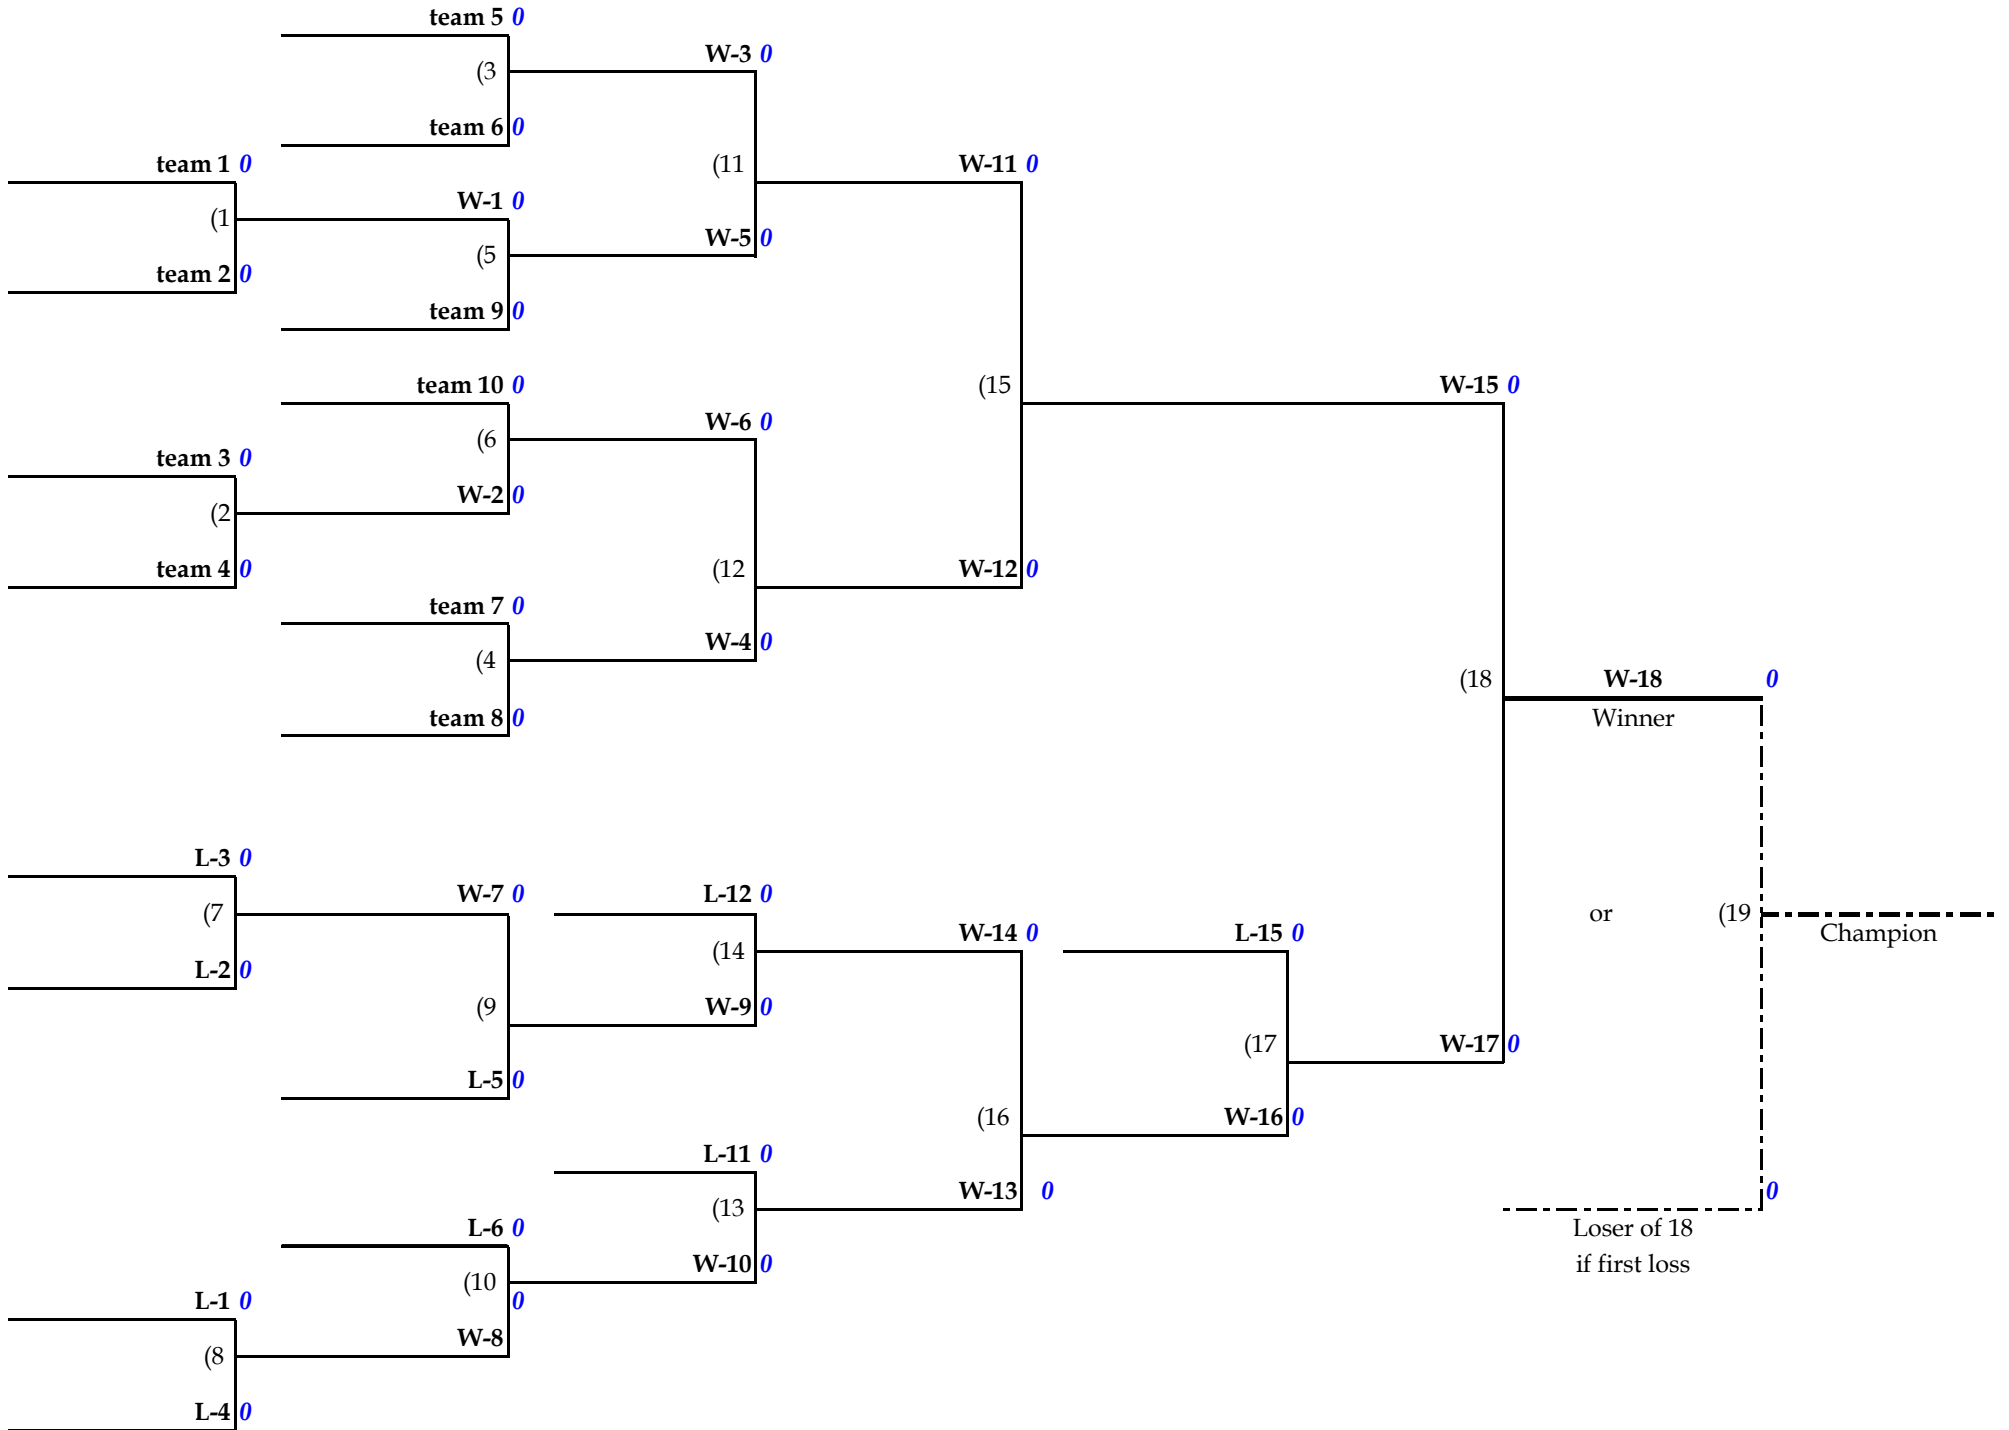 team 5 0
W-3 0
(3
team 6 0
team 1 0
(11
W-11 0
W-1 0
(1
W-5 0
(5
team 2 0
team 9 0
team 10 0
(15
W-15 0
W-6 0
(6
team 3 0
W-2 0
(2
team 4 0
(12
W-12 0
team 7 0
W-4 0
(4
(18
W-18 0
team 8 0
Winner
L-3 0
W-7 0
L-12 0
(7
or
(19
W-14 0
L-15 0
Champion
(14
L-2 0
(9
W-9 0
(17
W-17 0
L-5 0
(16
W-16 0
L-11 0
W-13 0
0
(13
L-6 0
Loser of 18
W-10 0
if first loss
(10
L-1 0
0
W-8
(8
L-4 0